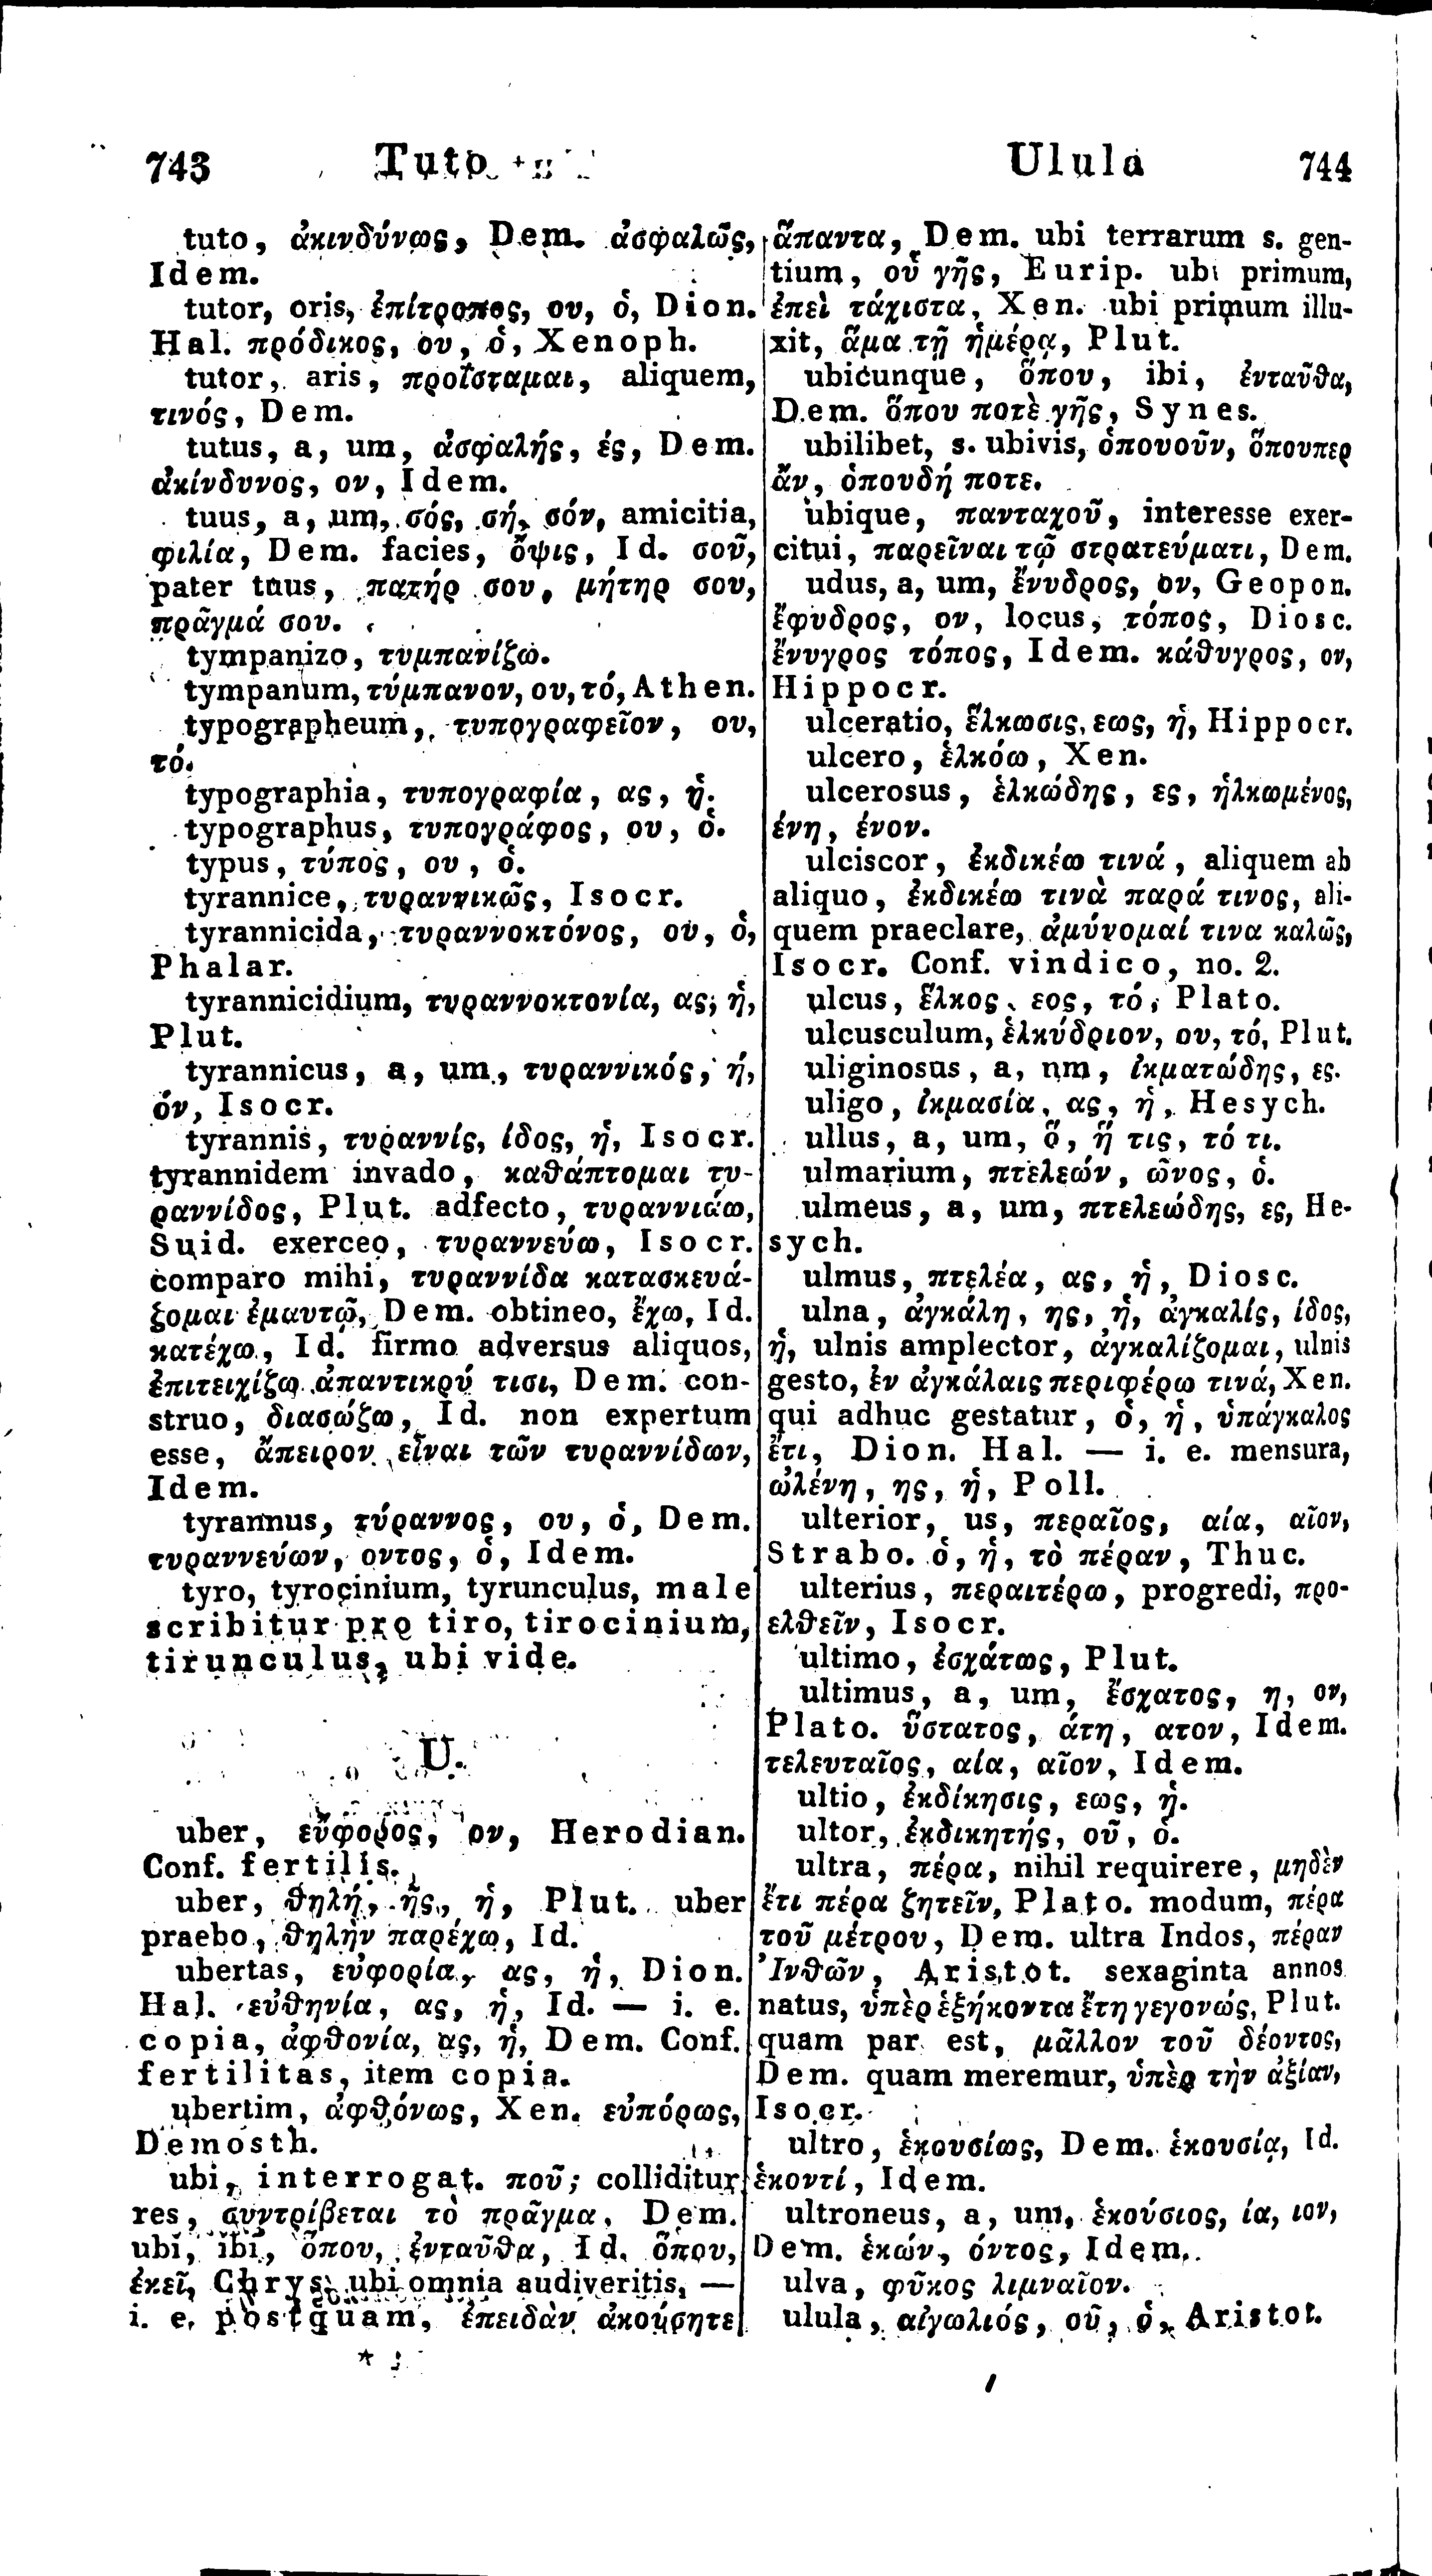 743 Tuto
tuto, ἀκινδύνως, Dem. ἀσφαλῶς,
Idem.
tutor, oris, ἐπίτροπος, ου, ὁ, Dion.
Hal. πρόδικος, ου, ὁ, Xenoph.
tutor, aris, προΐσταμαι, aliquem,
τινός, Dem.
tutus, a, um, ἀσφαλής, ές, Dem.
ἀκίνδυνος, ον, Idem.
tuus, a, um, σός, σή, σόν, amicitia,
φιλία, Dem. facies, ὄψις, Id. σοῦ,
pater tuus, πατήρ σου, μήτηρ σου,
πρᾶγμά σου.
tympanizo, τυμπανίζω.
tympanum, τύμπανον, ου, τό, Athen.
typographeum, τυπογραφεῖον, ου,
τό.
typographia, τυπογραφία, ας, ἡ.
typographus, τυπογράφος, ου, ὁ.
typus, τύπος, ου, ὁ.
tyrannice, τυραννικῶς, Isocr.
tyrannicida, τυραννοκτόνος, ου, ὁ,
Phalar.
tyrannicidium, τυραννοκτονία, ας, ἡ,
Plut.
tyrannicus, a, um, τυραννικός, ή,
όν, Isocr.
tyrannis, τυραννίς, ίδος, ἡ, Isocr.
tyrannidem invado, καθάπτομαι τυ-
ραννίδος, Plut. adfecto, τυραννιάω,
Suid. exerceo, τυραννεύω, Isocr.
comparo mihi, τυραννίδα κατασκευά-
ζομαι ἐμαυτῷ, Dem. obtineo, ἔχω, Id.
κατέχω, Id. firmo adversus aliquos,
ἐπιτειχίζω ἀπαντικρύ τισι, Dem. con-
struo, διασώζω, Id. non expertum
esse, ἄπειρον εἶναι τῶν τυραννίδων,
Idem.
tyrannus, τύραννος, ου, ὁ, Dem.
τυραννεύων, οντος, ὁ, Idem.
tyro, tyrocinium, tyrunculus, male
scribitur pro tiro, tirocinium,
tirunculus, ubi vide.
U.
uber, εὔφορος, ον, Herodian.
Conf. fertilis.
uber, θηλή, ῆς, ἡ, Plut. uber
praebo, θηλὴν παρέχω, Id.
ubertas, εὐφορία, ας, ἡ, Dion.
Hal. εὐθηνία, ας, ἡ, Id. — i. e.
copia, ἀφθονία, ας, ἡ, Dem. Conf.
fertilitas, item copia.
ubertim, ἀφθόνως, Xen. εὐπόρως,
Demosth.
ubi, interrogat. ποῦ; colliditur
res, συντρίβεται τὸ πρᾶγμα, Dem.
ubi, ibi, ὅπου, ἐνταῦθα, Id. ὅπου,
ἐκεῖ, Chrys. ubi omnia audiveritis, —
i. e. postquam, ἐπειδὰν ἀκούσητε
*
Ulula 744
ἅπαντα, Dem. ubi terrarum s. gen-
tium, οὗ γῆς, Eurip. ubi primum,
ἐπεὶ τάχιστα, Xen. ubi primum illu-
xit, ἅμα τῇ ἡμέρᾳ, Plut.
ubicunque, ὅπου, ibi, ἐνταῦθα,
Dem. ὅπου ποτὲ γῆς, Synes.
ubilibet, s. ubivis, ὁπουοῦν, ὅπουπερ
ἄν, ὁπουδή ποτε.
ubique, πανταχοῦ, interesse exer-
citui, παρεῖναι τῷ στρατεύματι, Dem.
udus, a, um, ἔνυδρος, ον, Geopon.
ἔφυδρος, ον, locus, τόπος, Diosc.
ἔνυγρος τόπος, Idem. κάθυγρος, ον,
Hippocr.
ulceratio, ἕλκωσις, εως, ἡ, Hippocr.
ulcero, ἑλκόω, Xen.
ulcerosus, ἑλκώδης, ες, ἡλκωμένος,
ένη, ένον.
ulciscor, ἐκδικέω τινά, aliquem ab
aliquo, ἐκδικέω τινὰ παρά τινος, ali-
quem praeclare, ἀμύνομαί τινα καλῶς,
Isocr. Conf. vindico, no. 2.
ulcus, ἕλκος, εος, τό, Plato.
ulcusculum, ἑλκύδριον, ου, τό, Plut.
uliginosus, a, um, ἰκματώδης, ες.
uligo, ἰκμασία, ας, ἡ, Hesych.
ullus, a, um, ὅ, ἥ τις, τό τι.
ulmarium, πτελεών, ῶνος, ὁ.
ulmeus, a, um, πτελεώδης, ες, He-
sych.
ulmus, πτελέα, ας, ἡ, Diosc.
ulna, ἀγκάλη, ης, ἡ, ἀγκαλίς, ίδος,
ἡ, ulnis amplector, ἀγκαλίζομαι, ulnis
gesto, ἐν ἀγκάλαις περιφέρω τινά, Xen.
qui adhuc gestatur, ὁ, ἡ, ὑπάγκαλος
ἔτι, Dion. Hal. — i. e. mensura,
ὠλένη, ης, ἡ, Poll.
ulterior, us, περαῖος, αία, αῖον,
Strabo. ὁ, ἡ, τὸ πέραν, Thuc.
ulterius, περαιτέρω, progredi, προ-
ελθεῖν, Isocr.
ultimo, ἐσχάτως, Plut.
ultimus, a, um, ἔσχατος, η, ον,
Plato. ὕστατος, άτη, ατον, Idem.
τελευταῖος, αία, αῖον, Idem.
ultio, ἐκδίκησις, εως, ἡ.
ultor, ἐκδικητής, οῦ, ὁ.
ultra, πέρα, nihil requirere, μηδὲν
ἔτι πέρα ζητεῖν, Plato. modum, πέρα
τοῦ μέτρου, Dem. ultra Indos, πέραν
Ἰνθῶν, Aristot. sexaginta annos
natus, ὑπὲρ ἑξήκοντα ἔτη γεγονώς, Plut.
quam par est, μᾶλλον τοῦ δέοντος,
Dem. quam meremur, ὑπὲρ τὴν ἀξίαν,
Isocr.
ultro, ἑκουσίως, Dem. ἑκουσίᾳ, Id.
ἑκοντί, Idem.
ultroneus, a, um, ἑκούσιος, ία, ιον,
Dem. ἑκών, όντος, Idem.
ulva, φῦκος λιμναῖον.
ulula, αἰγωλιός, οῦ, ὁ, Aristot.